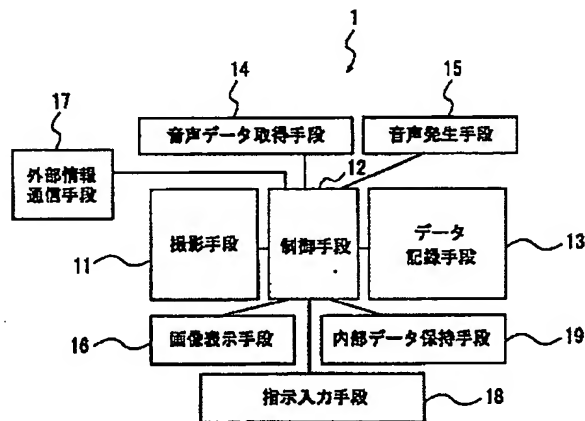 1
14
15
17
音声データ取得手段
音声発生手段
外部情報
通信手段
12
撮影手段
制御手段
データ
記録手段
11
13
16
画像表示手段
内部データ保持手段
19
指示入力手段
18